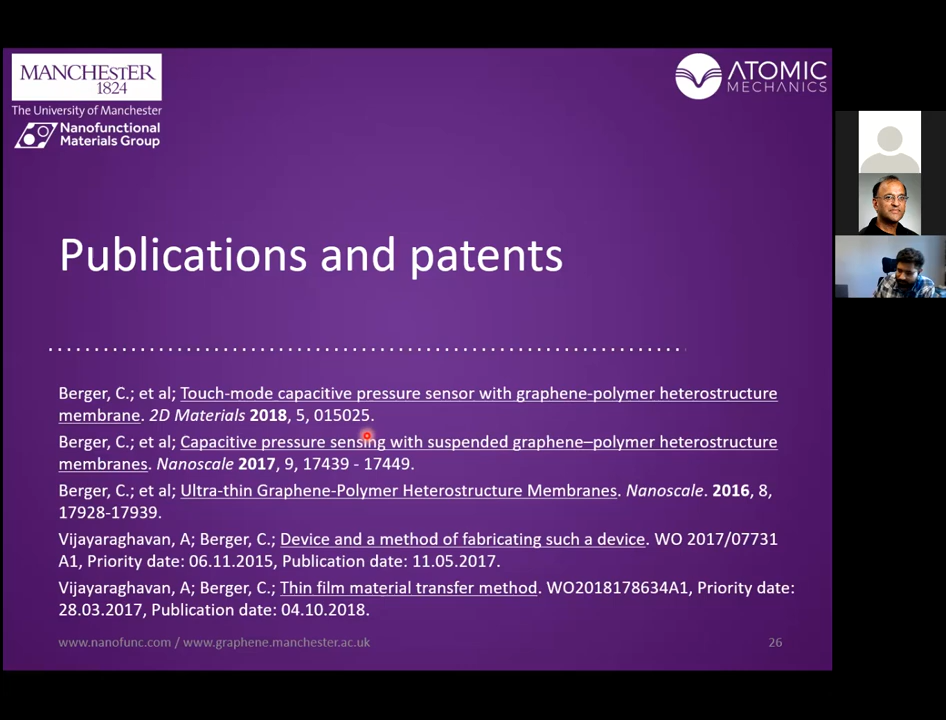 MANCHESTER
1824
The University of Manchester
Nanofunctional
Materials Group
ATOMIC
MECHANICS
Publications and patents
Berger, C.; et al; Touch-mode capacitive pressure sensor with graphene-polymer heterostructure
membrane. 2D Materials 2018, 5, 015025.
Berger, C.; et al; Capacitive pressure sensing with suspended graphene–polymer heterostructure
membranes. Nanoscale 2017, 9, 17439 - 17449.
Berger, C.; et al; Ultra-thin Graphene-Polymer Heterostructure Membranes. Nanoscale. 2016, 8,
17928-17939.
Vijayaraghavan, A; Berger, C.; Device and a method of fabricating such a device. WO 2017/07731
A1, Priority date: 06.11.2015, Publication date: 11.05.2017.
Vijayaraghavan, A; Berger, C.; Thin film material transfer method. WO2018178634A1, Priority date:
28.03.2017, Publication date: 04.10.2018.
www.nanofunc.com / www.graphene.manchester.ac.uk
26